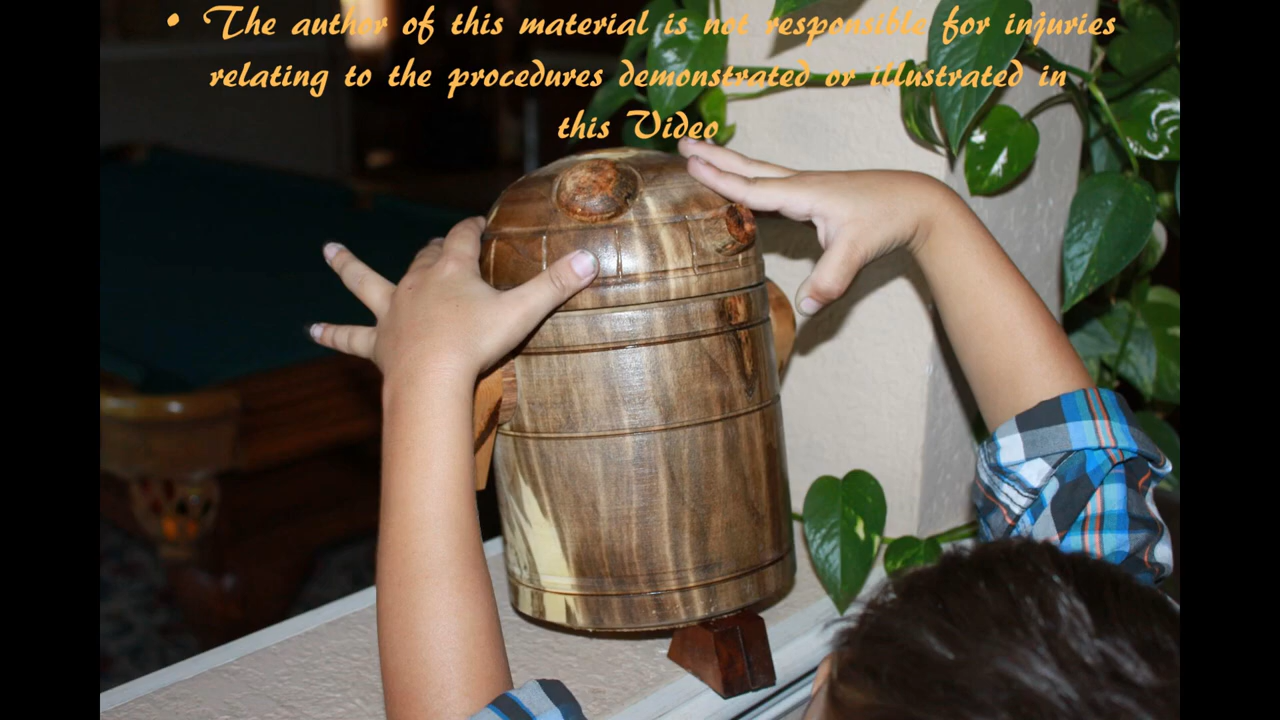 • The author of this material is not responsible for injuries
relating to the procedures demonstrated or illustrated in
this Video